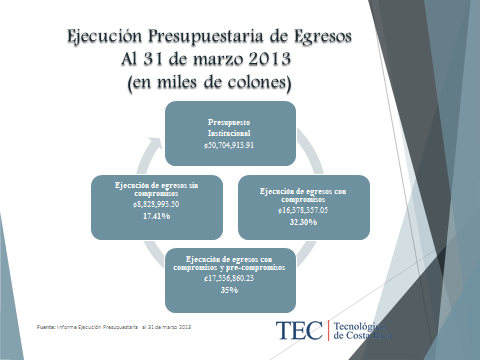 Ejecución Presupuestaria de Egresos
Al 31 de marzo 2013
(en miles de colones)
Presupuesto
Institucional
¢50,704,913.91
Ejecución de egresos sin
compromisos
¢8,828,993.50
17.41%
Ejecución de egresos con
compromisos
¢16,378,357.05
32.30%
Ejecución de egresos con
compromisos y pre-compromisos
¢17,536,860.25
35%
Fuente: Informe Ejecución Presupuestaria al 31 de marzo 2013
TEC | Tecnológico
de Costa Rica